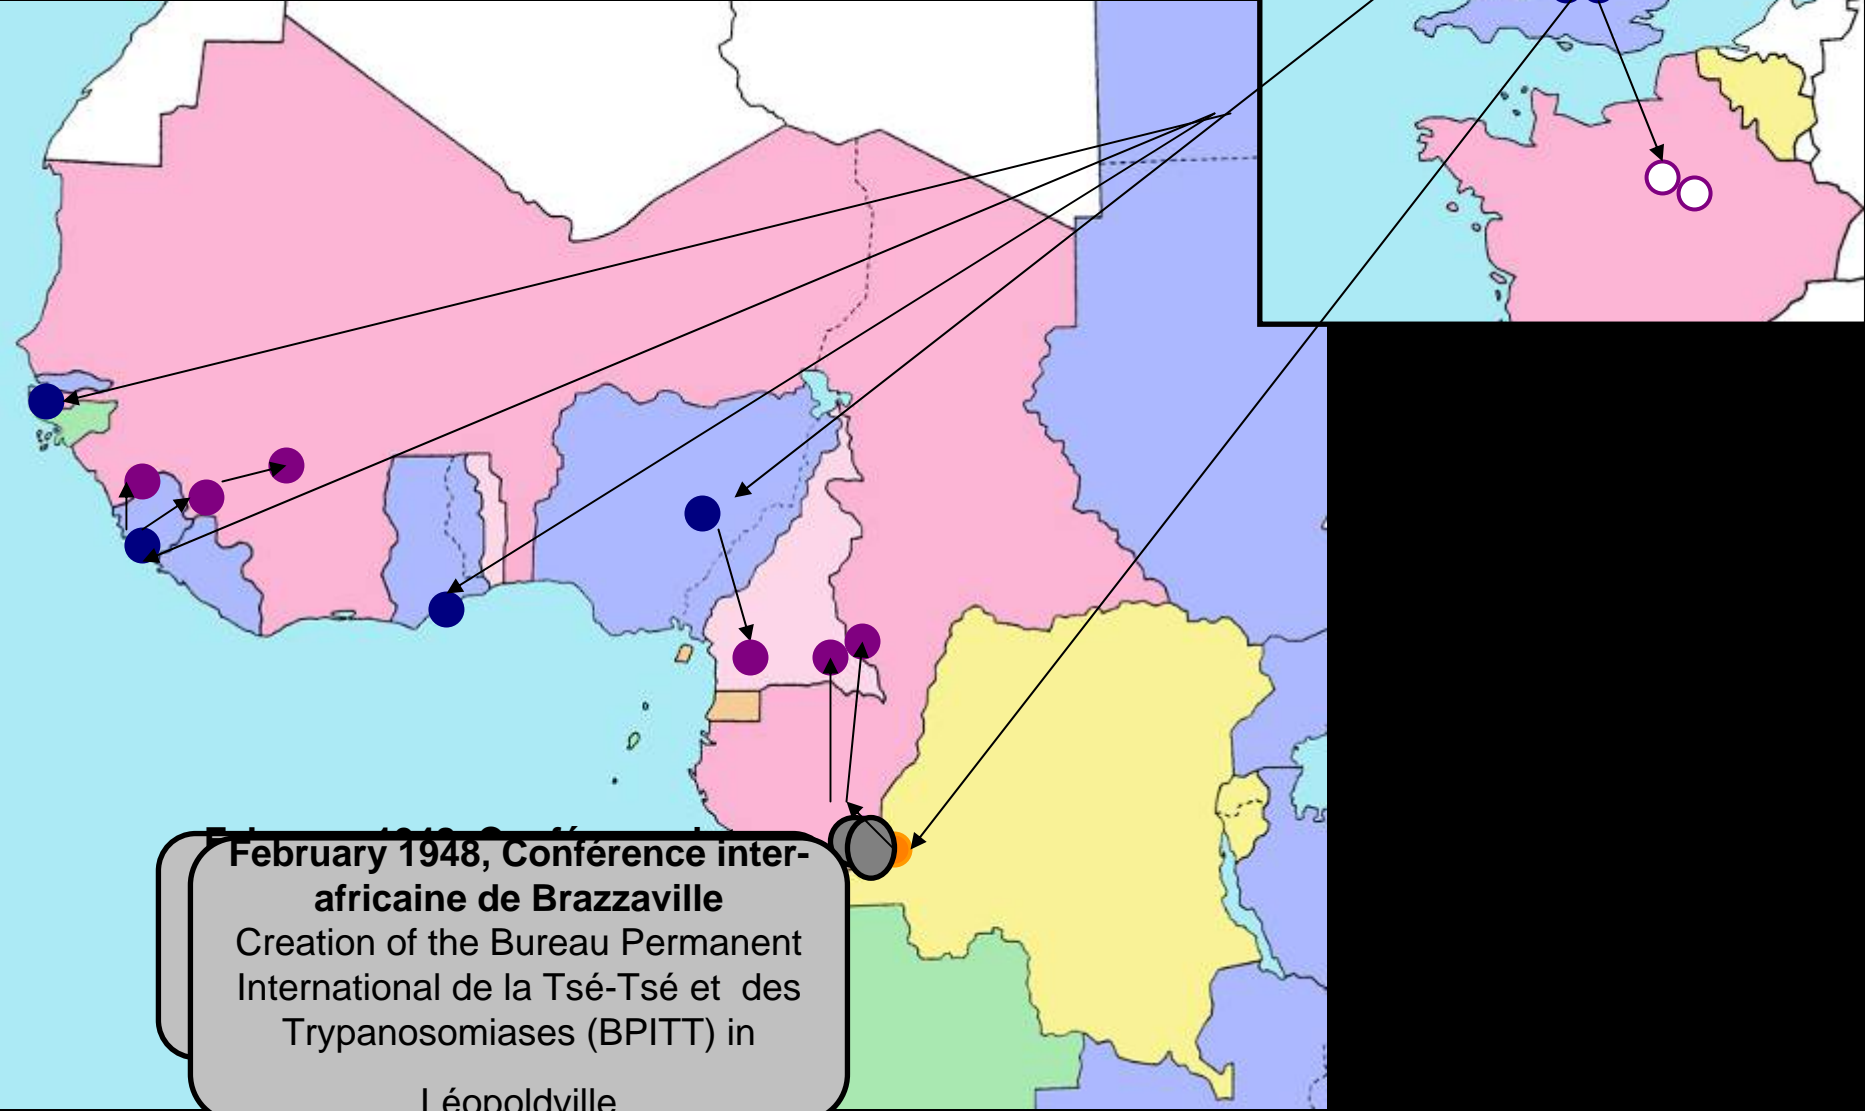 February 1948, Conférence inter-
africaine de Brazzaville
Creation of the Bureau Permanent
International de la Tsé-Tsé et des
Trypanosomiases (BPITT) in
Léopoldville